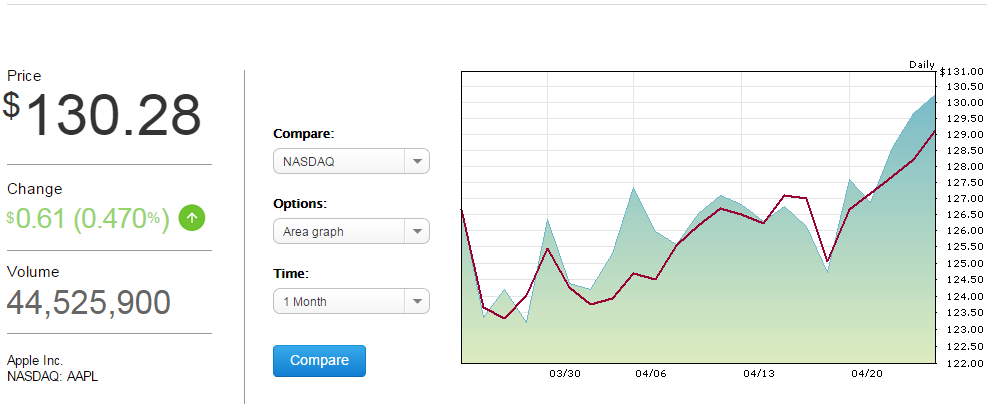 Price
$130.28
Change
$0.61 (0.470%)
Volume
44,525,900
Apple Inc.
NASDAQ: AAPL
Compare:
NASDAQ
Options:
Area graph
Time:
1 Month
Compare
Daily
$131.00
130.50
130.00
129.50
129.00
128.50
128.00
127.50
127.00
126.50
126.00
125.50
125.00
124.50
124.00
123.50
123.00
122.50
122.00
03/30
04/06
04/13
04/20